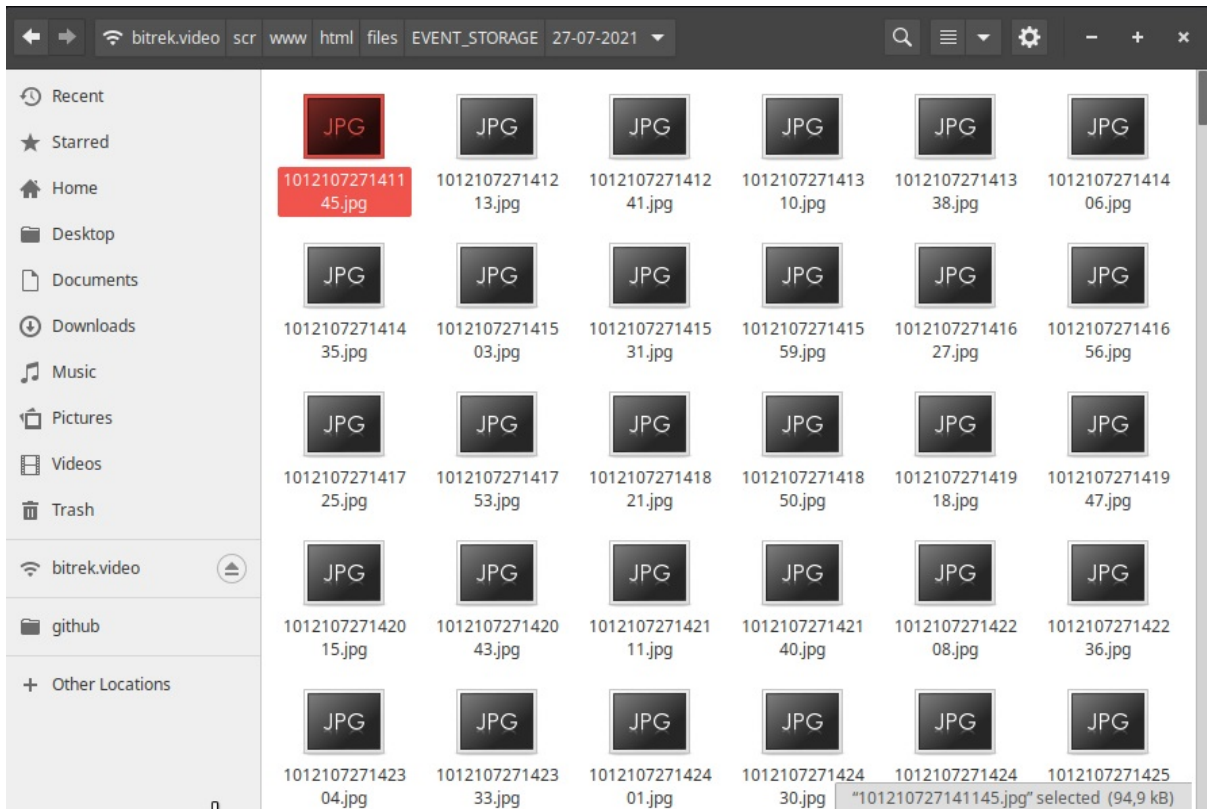 bitrek.video scr www html files EVENT_STORAGE 27-07-2021
Recent
Starred
Home
Desktop
Documents
Downloads
Music
Pictures
Videos
Trash
bitrek.video
github
Other Locations
JPG JPG JPG JPG JPG JPG
1012107271411 1012107271412 1012107271412 1012107271413 1012107271413 1012107271414
45.jpg 13.jpg 41.jpg 10.jpg 38.jpg 06.jpg
JPG JPG JPG JPG JPG JPG
1012107271414 1012107271415 1012107271415 1012107271415 1012107271416 1012107271416
35.jpg 03.jpg 31.jpg 59.jpg 27.jpg 56.jpg
JPG JPG JPG JPG JPG JPG
1012107271417 1012107271417 1012107271418 1012107271418 1012107271419 1012107271419
25.jpg 53.jpg 21.jpg 50.jpg 18.jpg 47.jpg
JPG JPG JPG JPG JPG JPG
1012107271420 1012107271420 1012107271421 1012107271421 1012107271422 1012107271422
15.jpg 43.jpg 11.jpg 40.jpg 08.jpg 36.jpg
JPG JPG JPG JPG JPG JPG
1012107271423 1012107271423 1012107271424 1012107271424 1012107271424 1012107271425
04.jpg 33.jpg 01.jpg 30.jpg "101210727141145.jpg" selected (94,9 kB)